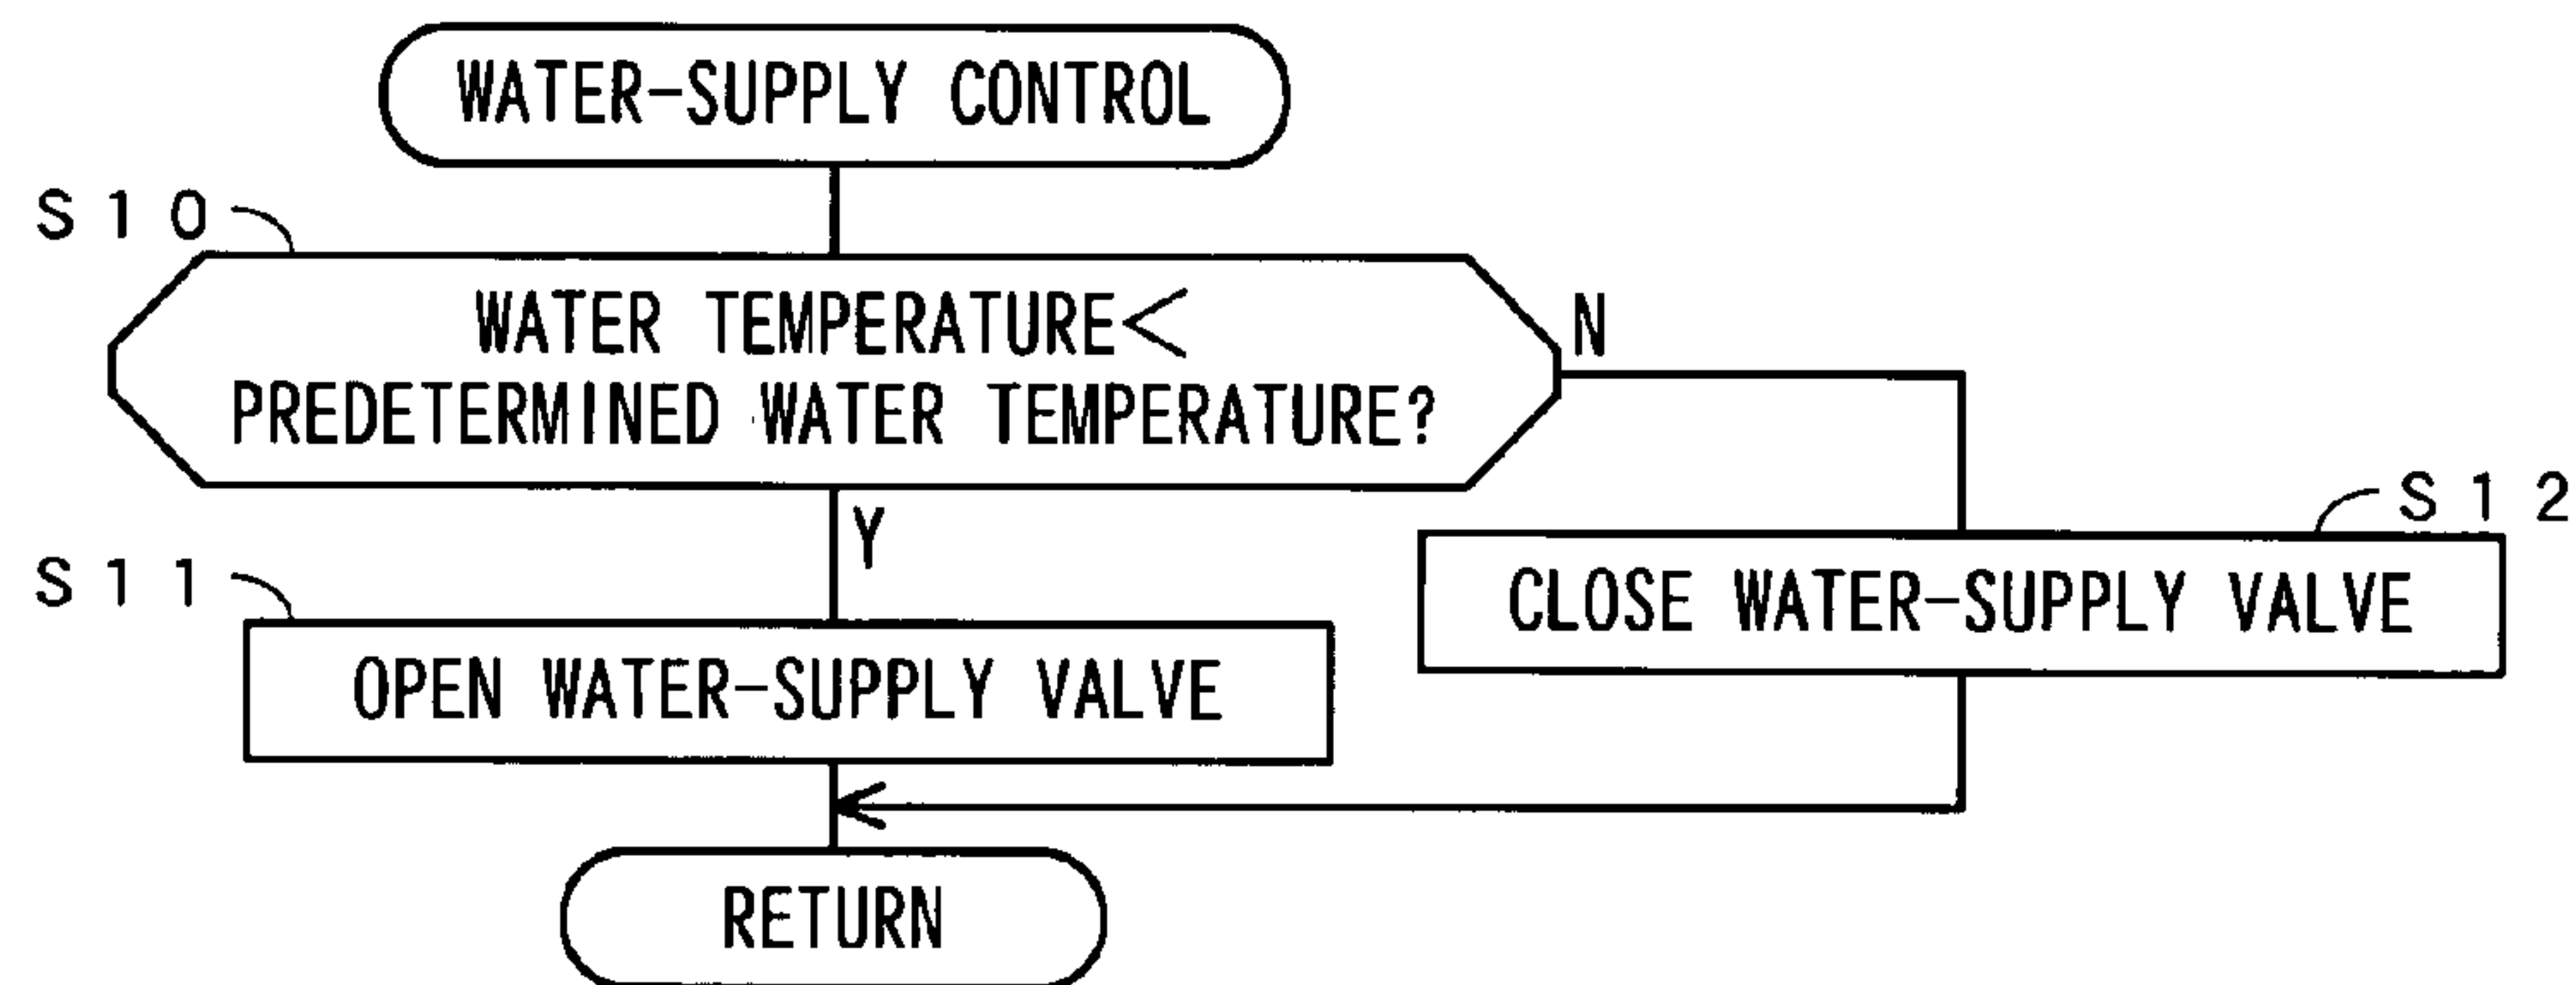 WATER-SUPPLY CONTROL
S10
WATER TEMPERATURE<
PREDETERMINED WATER TEMPERATURE?
N
Y
S12
CLOSE WATER-SUPPLY VALVE
S11
OPEN WATER-SUPPLY VALVE
RETURN